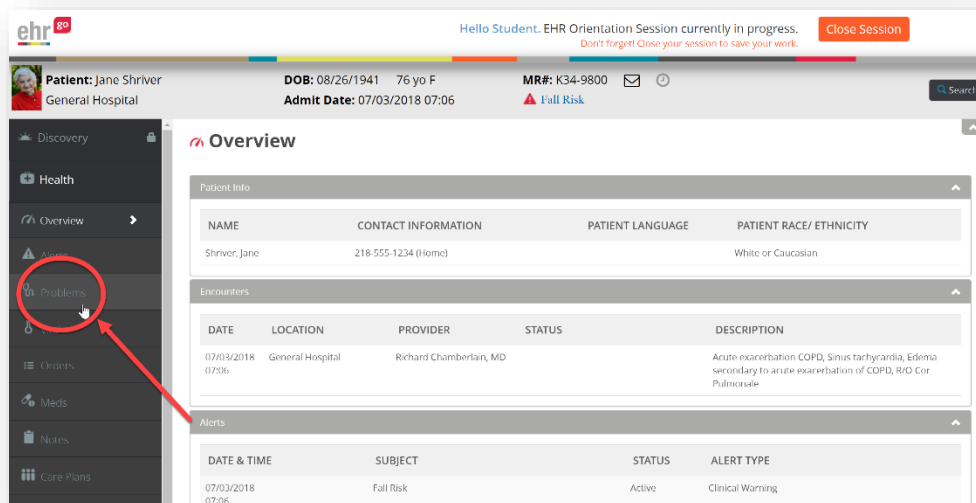 ehr go
Hello Student. EHR Orientation Session currently in progress.
Don't forget! Close your session to save your work.
Close Session
Patient: Jane Shriver
General Hospital
DOB: 08/26/1941 76 yo F
Admit Date: 07/03/2018 07:06
MR#: K34-9800
Fall Risk
Search
Discovery
Health
Overview
Alerts
Problems
Orders
Meds
Notes
Care Plans
Overview
Patient Info
NAME CONTACT INFORMATION PATIENT LANGUAGE PATIENT RACE/ ETHNICITY
Shriver, Jane 218-555-1234 (Home) White or Caucasian
Encounters
DATE LOCATION PROVIDER STATUS DESCRIPTION
07/03/2018 General Hospital Richard Chamberlain, MD Acute exacerbation COPD, Sinus tachycardia, Edema
07:06 secondary to acute exacerbation of COPD, R/O Cor
Pulmonale
Alerts
DATE & TIME SUBJECT STATUS ALERT TYPE
07/03/2018 Fall Risk Active Clinical Warning
07:06